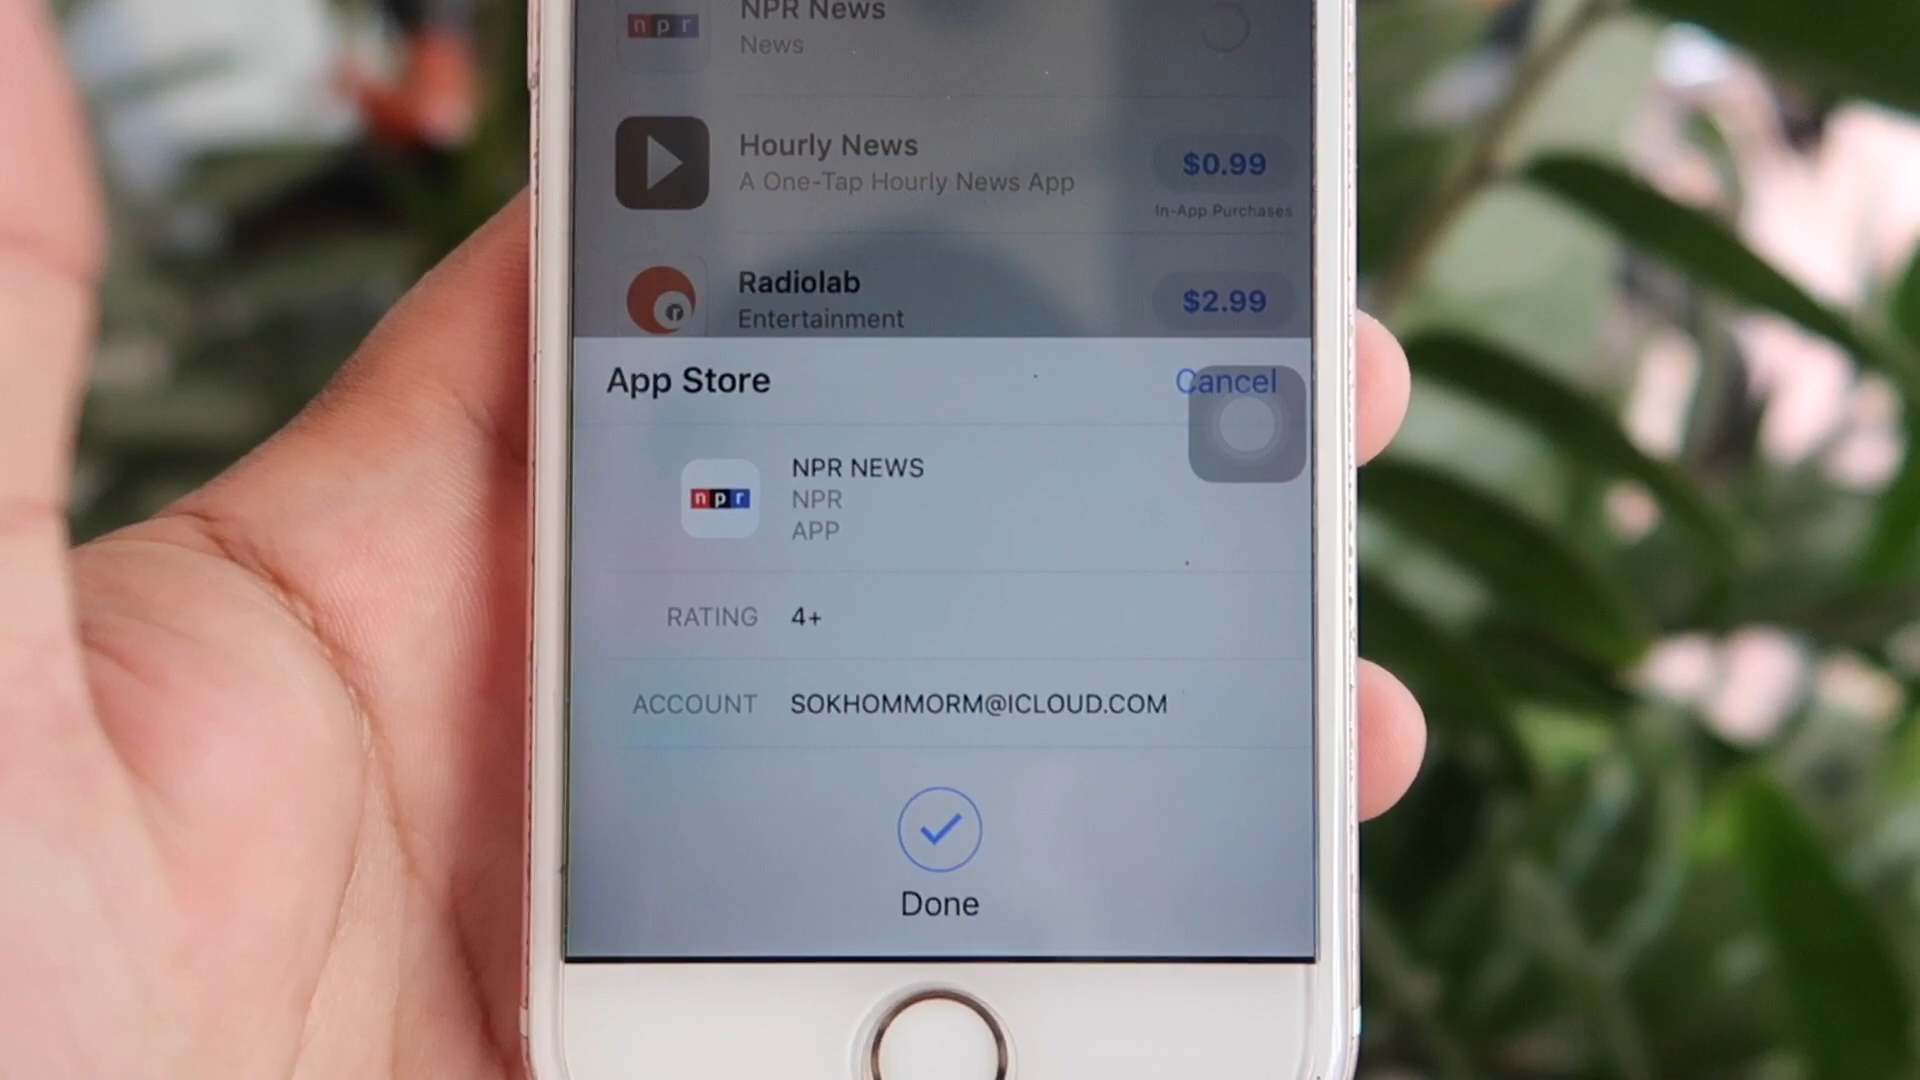 npr
NPR News
News
Hourly News
A One-Tap Hourly News App
$0.99
In-App Purchases
r
Radiolab
Entertainment
$2.99
App Store
Cancel
npr
NPR NEWS
NPR
APP
RATING 4+
ACCOUNT SOKHOMMORM@ICLOUD.COM
Done